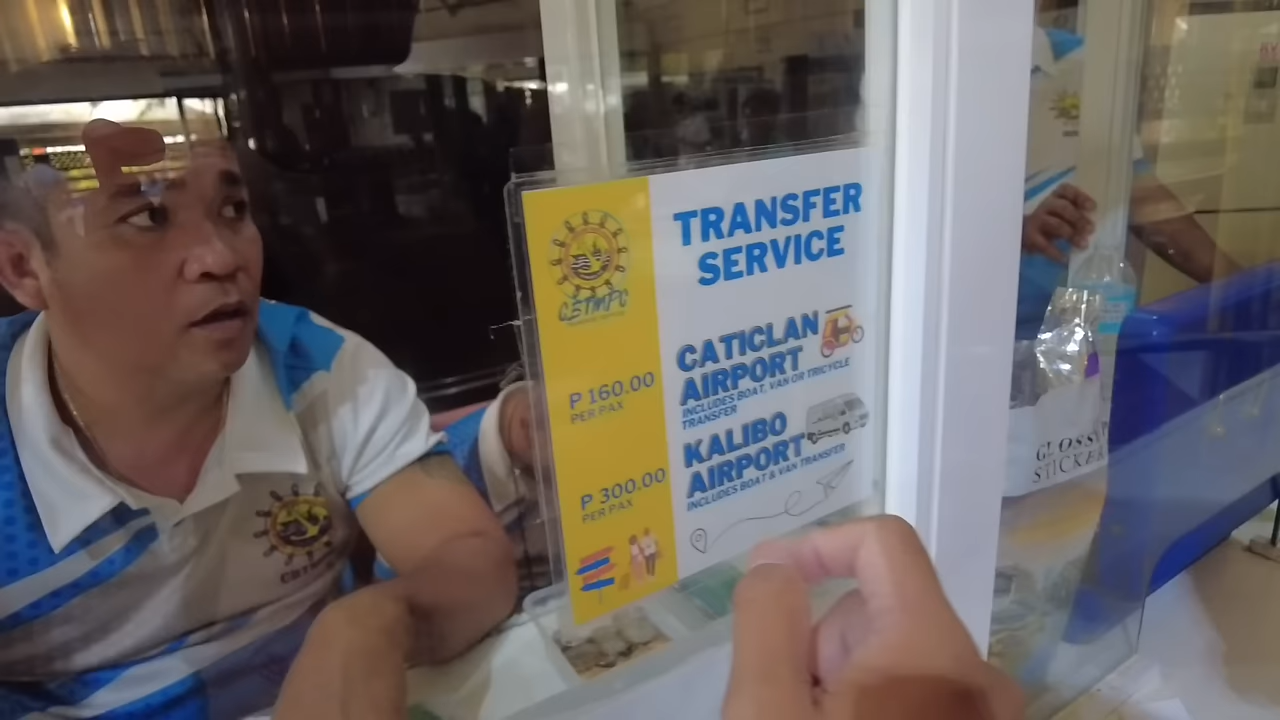 TRANSFER
SERVICE
CBTMPC
CATICLAN
AIRPORT
INCLUDES BOAT, VAN OR TRICYCLE
TRANSFER
P 160.00
PER PAX
KALIBO
AIRPORT
INCLUDES BOAT & VAN TRANSFER
P 300.00
PER PAX
GLOSSY
STICKER